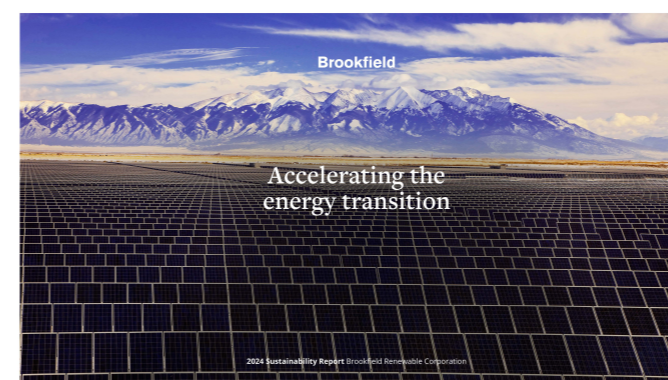 Brookfield
Accelerating the
energy transition
2024 Sustainability Report Brookfield Renewable Corporation